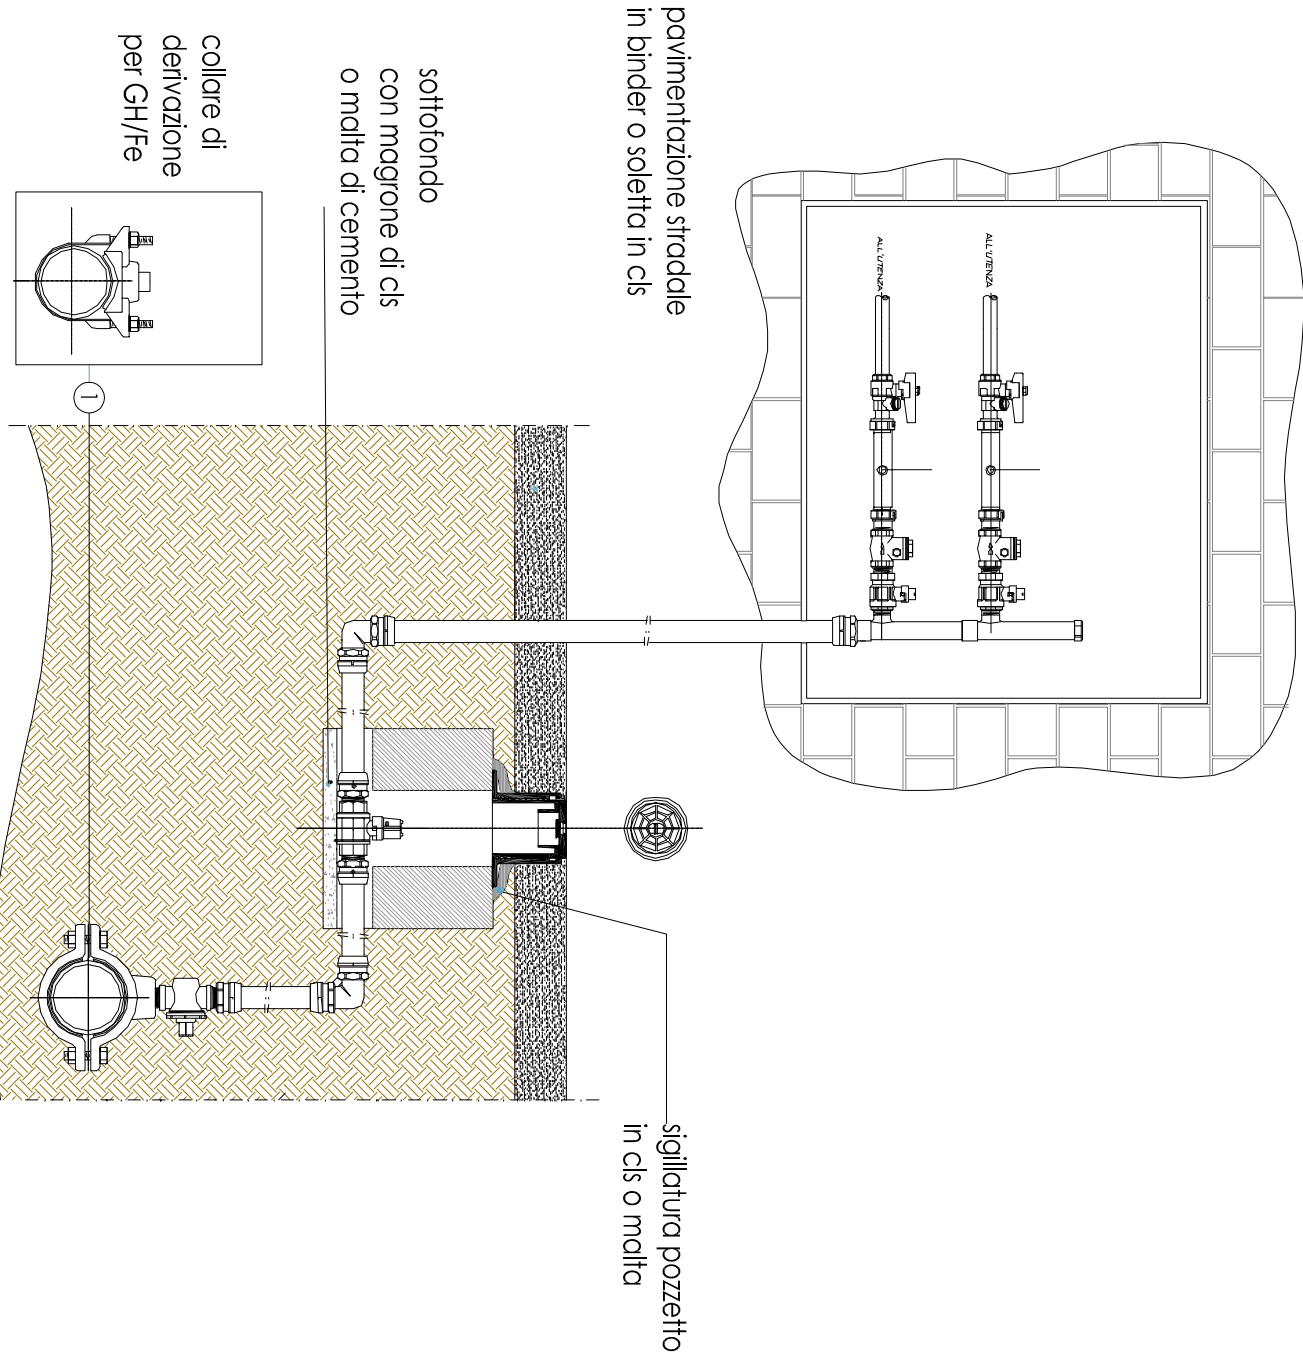 pavimentazione stradale
in binder o soletta in cls
sottofondo
con magrone di cls
o malta di cemento
collare di
derivazione
per GH/Fe
1
ALL'UTENZA
ALL'UTENZA
sigillatura pozzetto
in cls o malta